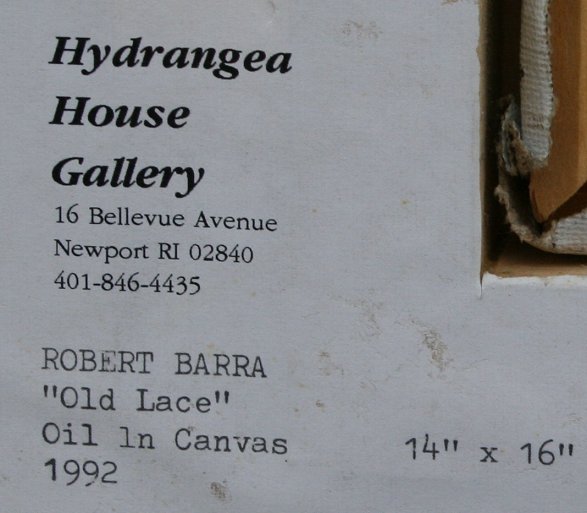 Hydrangea
House
Gallery
16 Bellevue Avenue
Newport RI 02840
401-846-4435
ROBERT BARRA
"Old Lace"
Oil ln Canvas
14" x 16"
1992